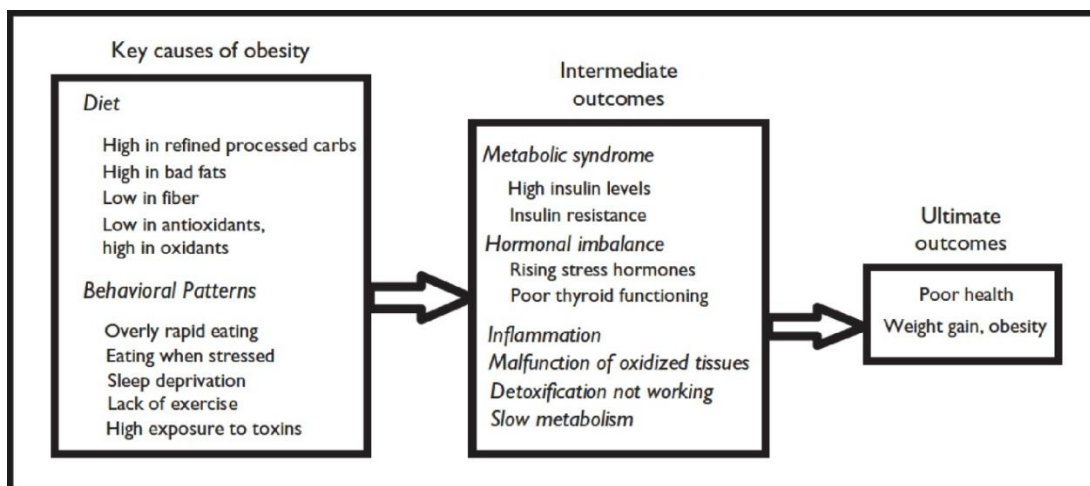 Key causes of obesity
Diet
High in refined processed carbs
High in bad fats
Low in fiber
Low in antioxidants,
high in oxidants
Behavioral Patterns
Overly rapid eating
Eating when stressed
Sleep deprivation
Lack of exercise
High exposure to toxins
Intermediate
outcomes
Metabolic syndrome
High insulin levels
Insulin resistance
Hormonal imbalance
Rising stress hormones
Poor thyroid functioning
Inflammation
Malfunction of oxidized tissues
Detoxification not working
Slow metabolism
Ultimate
outcomes
Poor health
Weight gain, obesity